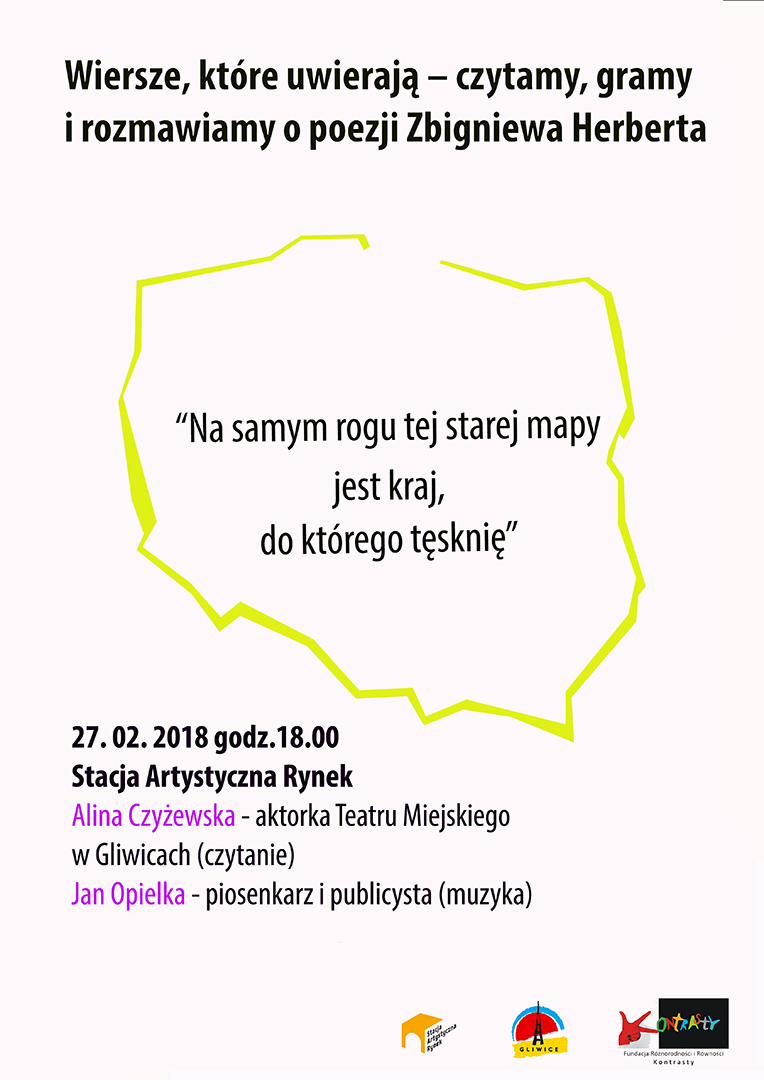 Wiersze, które uwierają – czytamy, gramy
i rozmawiamy o poezji Zbigniewa Herberta
“Na samym rogu tej starej mapy
jest kraj,
do którego tęsknię”
27. 02. 2018 godz.18.00
Stacja Artystyczna Rynek
Alina Czyżewska - aktorka Teatru Miejskiego
w Gliwicach (czytanie)
Jan Opielka - piosenkarz i publicysta (muzyka)
Stacja
Artystyczna
Rynek
GLIWICE
KONTRASTY
Fundacja Różnorodności i Równości
Kontrasty